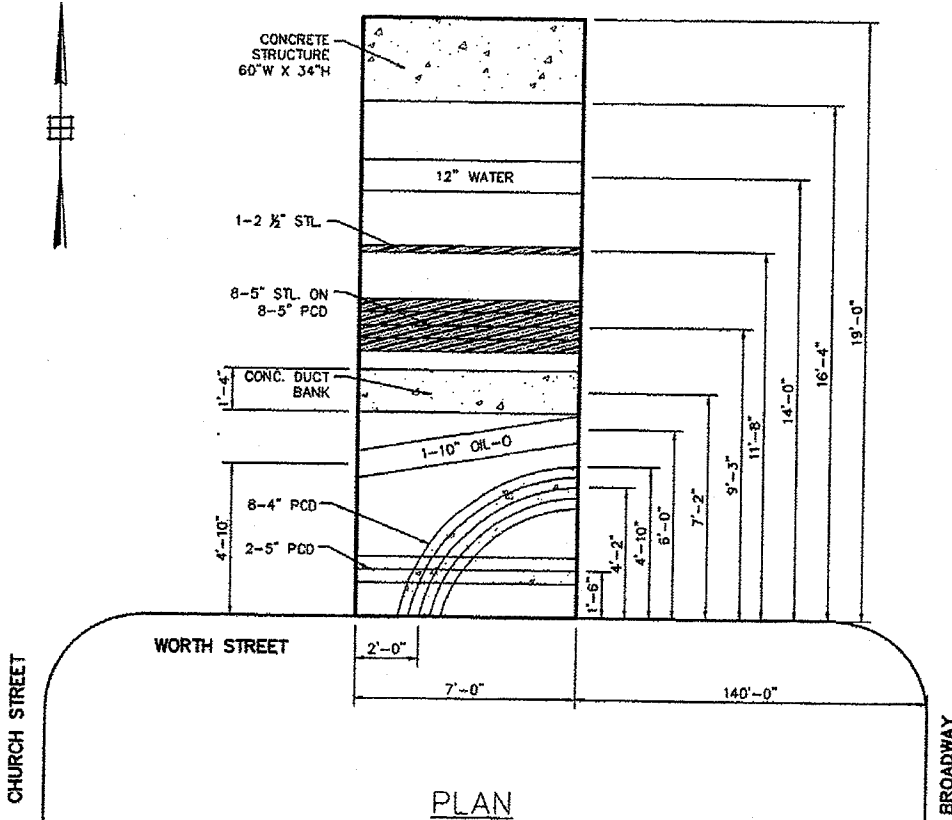 CONCRETE
STRUCTURE
60"W X 34"H
12" WATER
1-2 ½" STL.
8-5" STL. ON
8-5" PCD
1'-4"
CONC. DUCT
BANK
1-10" OIL-O
8-4" PCD
4'-10"
2-5" PCD
1'-6"
4'-2"
4'-10"
6'-0"
7'-2"
9'-3"
11'-8"
14'-0"
16'-4"
19'-0"
WORTH STREET
2'-0"
7'-0"
140'-0"
CHURCH STREET
BROADWAY
PLAN